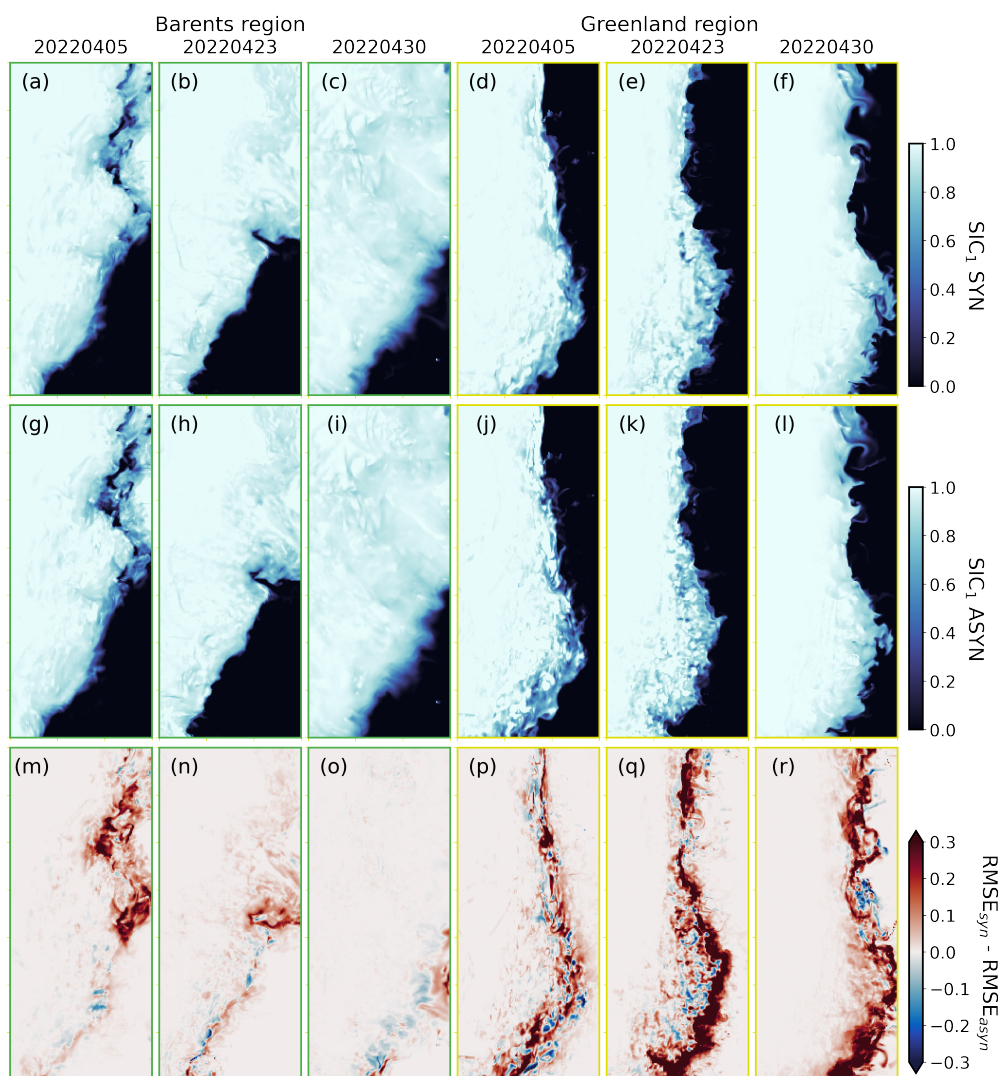 Barents region Greenland region
20220405 20220423 20220430 20220405 20220423 20220430
(a) (b) (c) (d) (e) (f)
1.0
0.8
0.6
0.4
0.2
0.0
SIC₁ SYN
(g) (h) (i) (j) (k) (l)
1.0
0.8
0.6
0.4
0.2
0.0
SIC₁ ASYN
(m) (n) (o) (p) (q) (r)
0.3
0.2
0.1
0.0
−0.1
−0.2
−0.3
RMSE_syn - RMSE_asyn